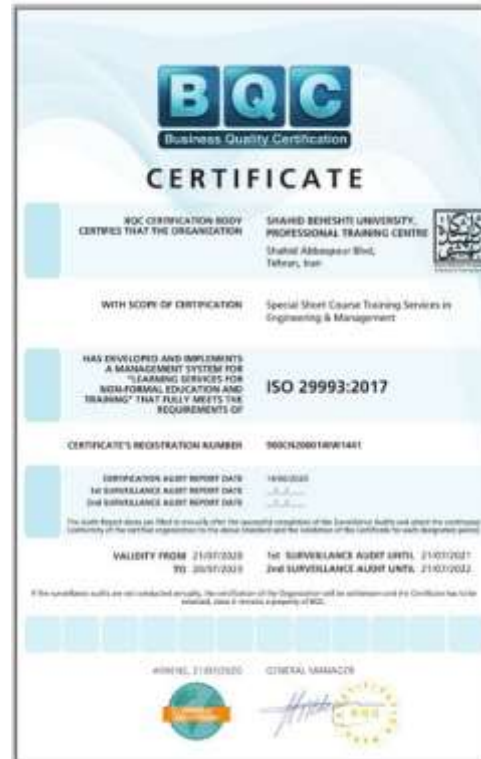 BQC
Business Quality Certification
CERTIFICATE
BQC CERTIFICATION BODY
CERTIFIES THAT THE ORGANIZATION
SHAHID BEHESHTI UNIVERSITY,
PROFESSIONAL TRAINING CENTRE
Shahid Abbaspour Blvd,
Tehran, Iran
WITH SCOPE OF CERTIFICATION
Special Short Course Training Services in
Engineering & Management
HAS DEVELOPED AND IMPLEMENTS
A MANAGEMENT SYSTEM FOR
"LEARNING SERVICES FOR
NON-FORMAL EDUCATION AND
TRAINING" THAT FULLY MEETS THE
REQUIREMENTS OF
ISO 29993:2017
CERTIFICATE'S REGISTRATION NUMBER
CERTIFICATION AUDIT REPORT DATE
1st SURVEILLANCE AUDIT REPORT DATE
2nd SURVEILLANCE AUDIT REPORT DATE
VALIDITY FROM 21/07/2020
TO 20/07/2023
1st SURVEILLANCE AUDIT UNTIL 21/07/2021
2nd SURVEILLANCE AUDIT UNTIL 21/07/2022
GENERAL MANAGER